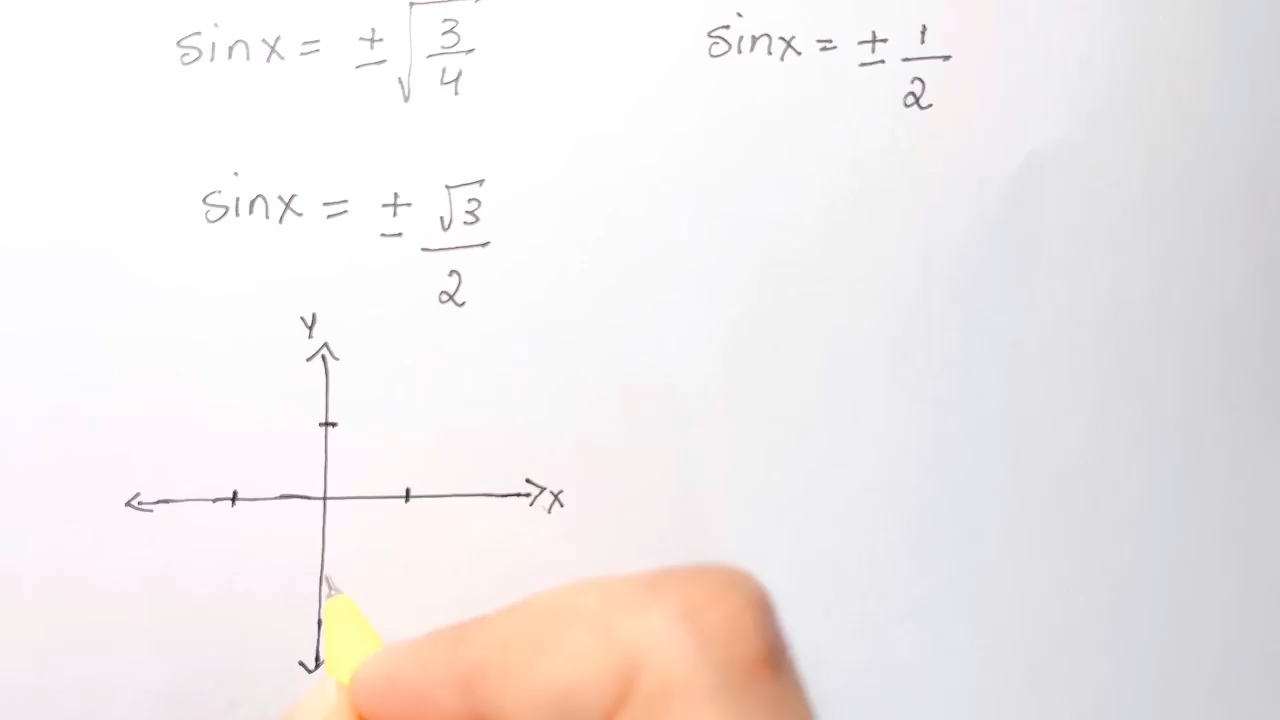 sinx = ± √3/4
sinx = ± 1/2
sinx = ± √3/2
Y
X